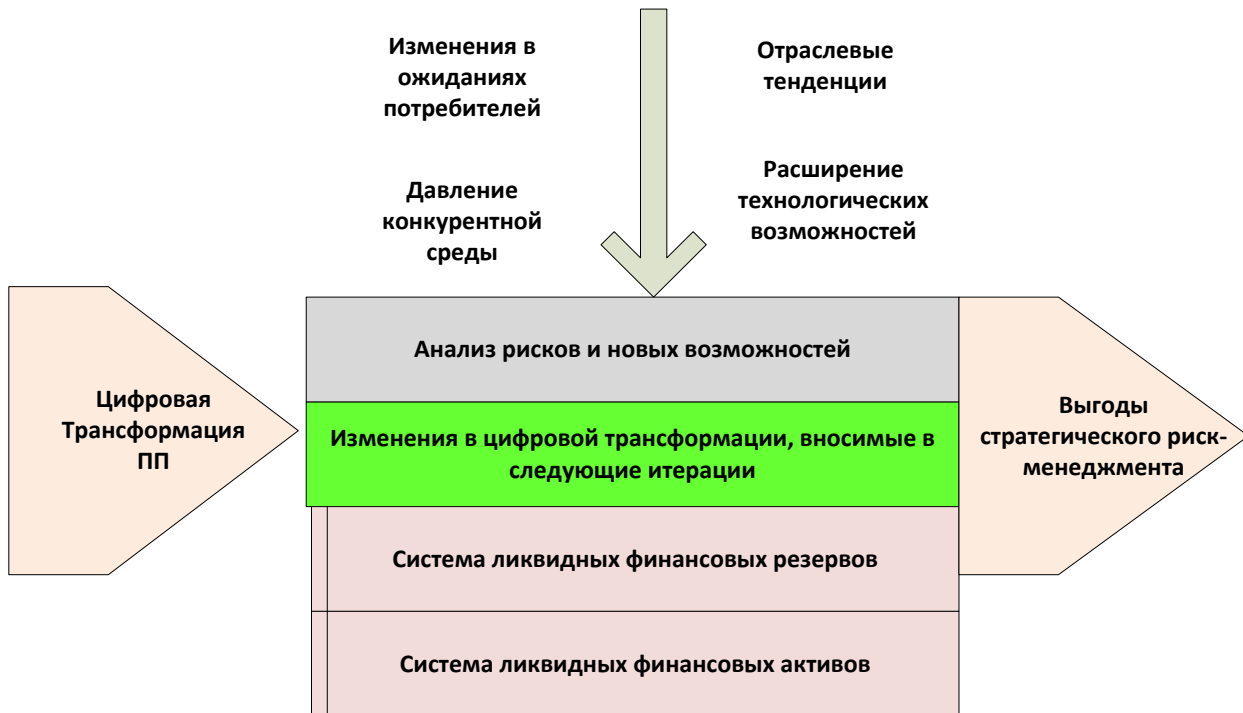 Изменения в
ожиданиях
потребителей
Отраслевые
тенденции
Давление
конкурентной
среды
Расширение
технологических
возможностей
Цифровая
Трансформация
ПП
Анализ рисков и новых возможностей
Изменения в цифровой трансформации, вносимые в
следующие итерации
Система ликвидных финансовых резервов
Система ликвидных финансовых активов
Выгоды
стратегического риск-
менеджмента